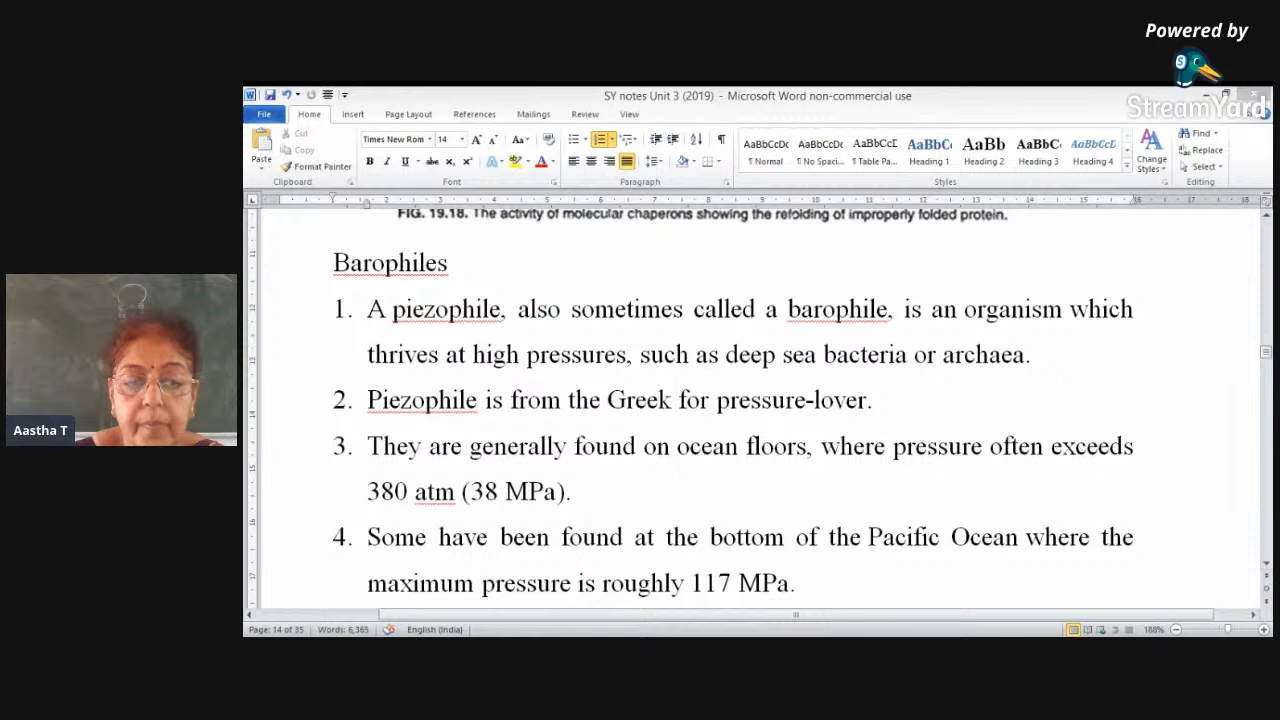 Powered by
StreamYard
SY notes Unit 3 (2019) - Microsoft Word non-commercial use
File Home Insert Page Layout References Mailings Review View
Paste
Cut
Copy
Format Painter
Clipboard
Times New Rom 14
Font
Paragraph
AaBbCcDc AaBbCcDc AaBbCcD AaBbC AaBb AaBbC AaBbCcD
¶ Normal ¶ No Spaci... ¶ Table Pa... Heading 1 Heading 2 Heading 3 Heading 4
Change
Styles
Styles
Find
Replace
Select
Editing
FIG. 19.18. The activity of molecular chaperons showing the refolding of improperly folded protein.
Barophiles
1. A piezophile, also sometimes called a barophile, is an organism which
thrives at high pressures, such as deep sea bacteria or archaea.
2. Piezophile is from the Greek for pressure-lover.
3. They are generally found on ocean floors, where pressure often exceeds
380 atm (38 MPa).
4. Some have been found at the bottom of the Pacific Ocean where the
maximum pressure is roughly 117 MPa.
Aastha T
Page: 14 of 35 Words: 6,365 English (India) 188%